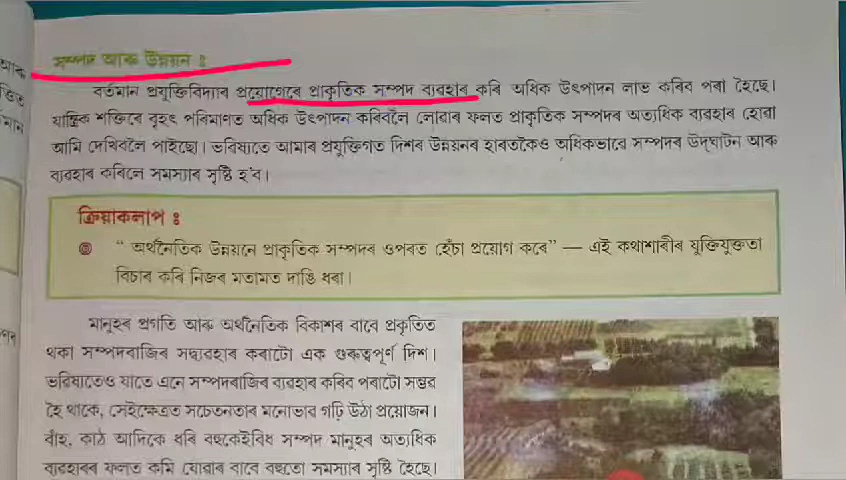 সম্পদ আৰু উন্নয়ন :
বৰ্তমান প্ৰযুক্তিবিদ্যাৰ প্ৰয়োগেৰে প্ৰাকৃতিক সম্পদ ব্যৱহাৰ কৰি অধিক উৎপাদন লাভ কৰিব পৰা হৈছে।
যান্ত্ৰিক শক্তিৰে বৃহৎ পৰিমাণত অধিক উৎপাদন কৰিবলৈ লোৱাৰ ফলত প্ৰাকৃতিক সম্পদৰ অত্যধিক ব্যৱহাৰ হোৱা
আমি দেখিবলৈ পাইছো। ভৱিষ্যতে আমাৰ প্ৰযুক্তিগত দিশৰ উন্নয়নৰ হাৰতকৈও অধিকভাৱে সম্পদৰ উদ্ঘাটন আৰু
ব্যৱহাৰ কৰিলে সমস্যাৰ সৃষ্টি হ'ব।
ক্ৰিয়াকলাপ :
“ অৰ্থনৈতিক উন্নয়নে প্ৰাকৃতিক সম্পদৰ ওপৰত হেঁচা প্ৰয়োগ কৰে” — এই কথাশাৰীৰ যুক্তিযুক্ততা
বিচাৰ কৰি নিজৰ মতামত দাঙি ধৰা।
মানুহৰ প্ৰগতি আৰু অৰ্থনৈতিক বিকাশৰ বাবে প্ৰকৃতিত
থকা সম্পদৰাজিৰ সদ্ব্যৱহাৰ কৰাটো এক গুৰুত্বপূৰ্ণ দিশ।
ভৱিষ্যতেও যাতে এনে সম্পদৰাজিৰ ব্যৱহাৰ কৰিব পৰাটো সম্ভৱ
হৈ থাকে, সেইক্ষেত্ৰত সচেতনতাৰ মনোভাৱ গঢ়ি উঠা প্ৰয়োজন।
বাঁহ, কাঠ আদিকে ধৰি বহুকেইবিধ সম্পদ মানুহৰ অত্যধিক
ব্যৱহাৰৰ ফলত কমি যোৱাৰ বাবে বহুতো সমস্যাৰ সৃষ্টি হৈছে।